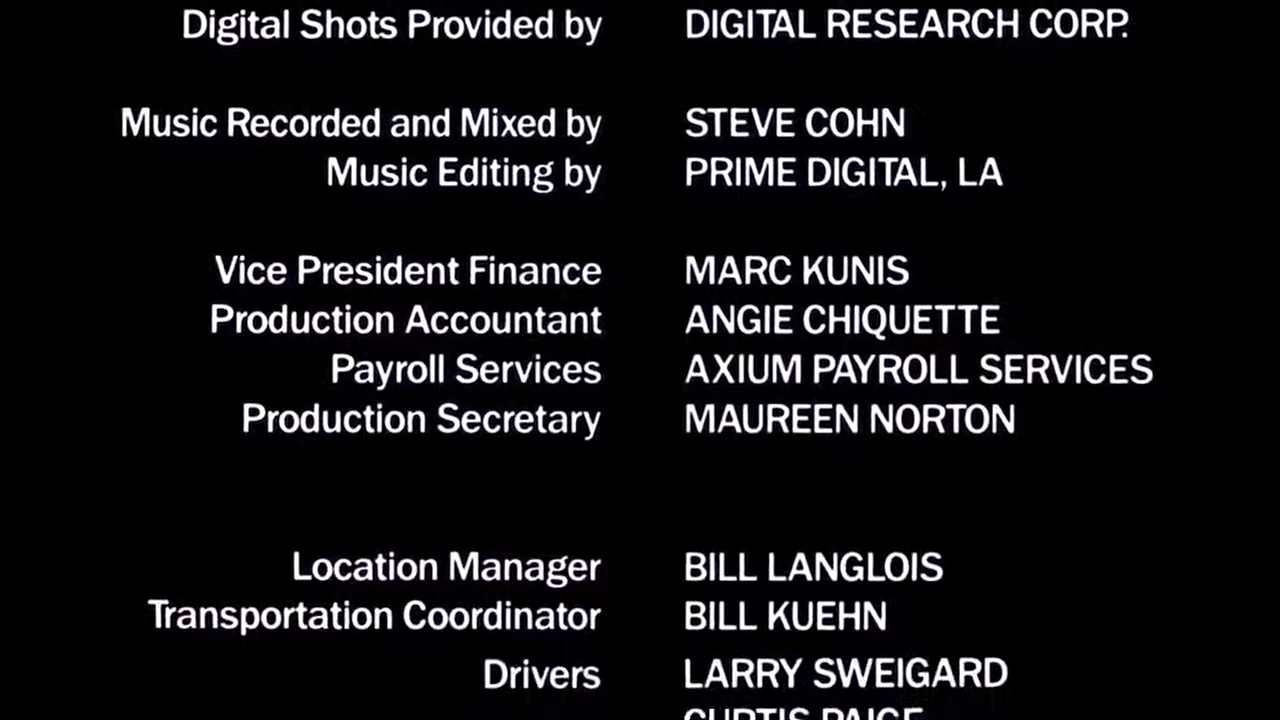 Digital Shots Provided by DIGITAL RESEARCH CORP.
Music Recorded and Mixed by STEVE COHN
Music Editing by PRIME DIGITAL, LA
Vice President Finance MARC KUNIS
Production Accountant ANGIE CHIQUETTE
Payroll Services AXIUM PAYROLL SERVICES
Production Secretary MAUREEN NORTON
Location Manager BILL LANGLOIS
Transportation Coordinator BILL KUEHN
Drivers LARRY SWEIGARD
CURTIS PAIGE